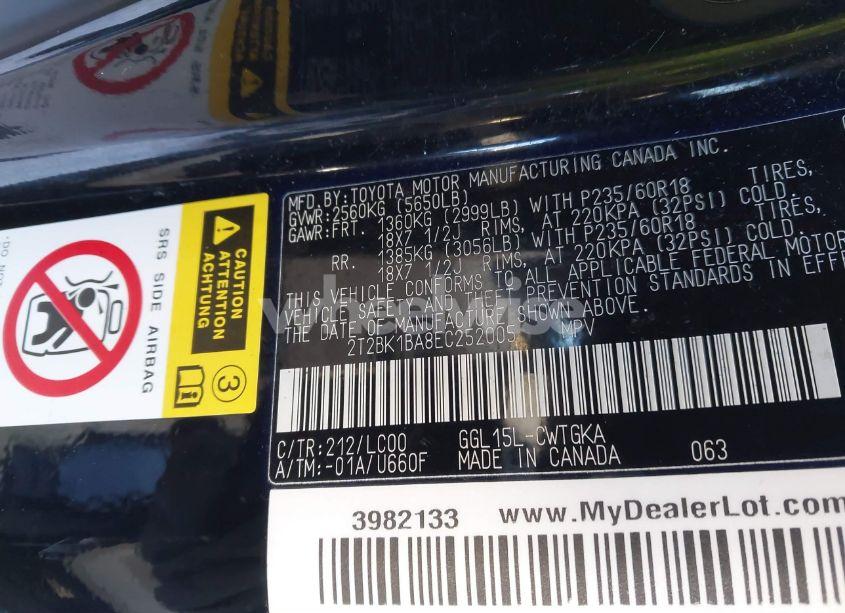 MFD.BY:TOYOTA MOTOR MANUFACTURING CANADA INC.
GVWR:2560KG (5650LB)
GAWR:FRT. 1360KG (2999LB) WITH P235/60R18 TIRES,
18X7 1/2J RIMS, AT 220KPA (32PSI) COLD.
RR. 1385KG (3056LB) WITH P235/60R18 TIRES,
18X7 1/2J RIMS, AT 220KPA (32PSI) COLD.
THIS VEHICLE CONFORMS TO ALL APPLICABLE FEDERAL MOTOR
VEHICLE SAFETY AND THEFT PREVENTION STANDARDS IN EFFE
THE DATE OF MANUFACTURE SHOWN ABOVE.
2T2BK1BA8EC252005 MPV
C/TR:212/LC00 GGL15L-CWTGKA
A/TM:-01A/U660F MADE IN CANADA 063
3982133 www.MyDealerLot.com
CAUTION
ATTENTION
ACHTUNG
SRS SIDE AIRBAG
3
wheelwise